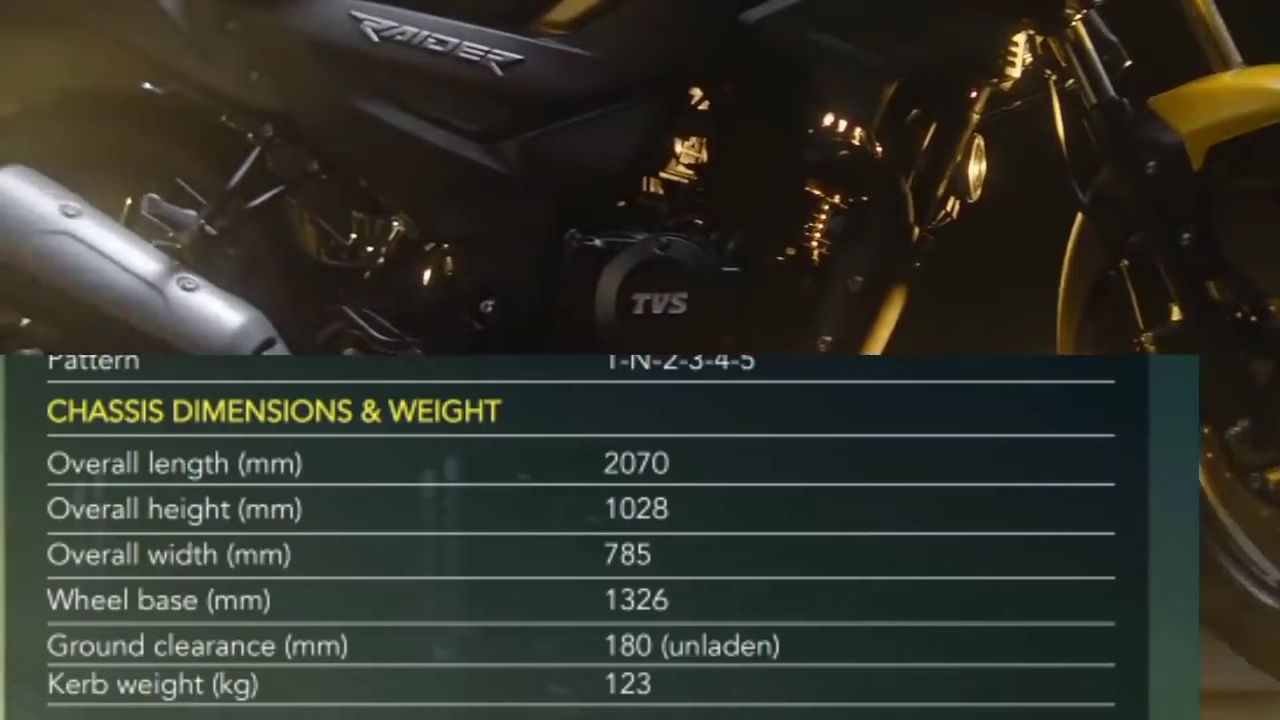 RAIDER
TVS
Pattern 1-N-2-3-4-5
CHASSIS DIMENSIONS & WEIGHT
Overall length (mm) 2070
Overall height (mm) 1028
Overall width (mm) 785
Wheel base (mm) 1326
Ground clearance (mm) 180 (unladen)
Kerb weight (kg) 123